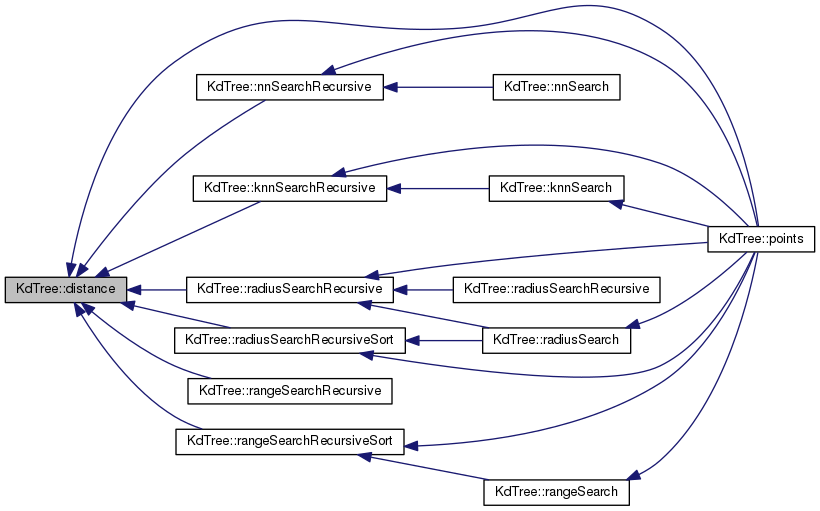 KdTree::nnSearchRecursive
KdTree::nnSearch
KdTree::knnSearchRecursive
KdTree::knnSearch
KdTree::points
KdTree::distance
KdTree::radiusSearchRecursive
KdTree::radiusSearchRecursive
KdTree::radiusSearchRecursiveSort
KdTree::radiusSearch
KdTree::rangeSearchRecursive
KdTree::rangeSearchRecursiveSort
KdTree::rangeSearch